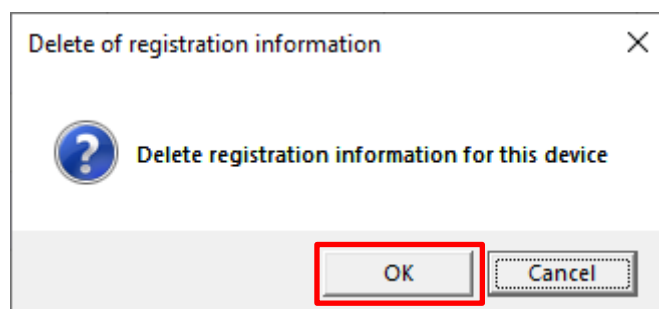 Delete of registration information
Delete registration information for this device
OK Cancel